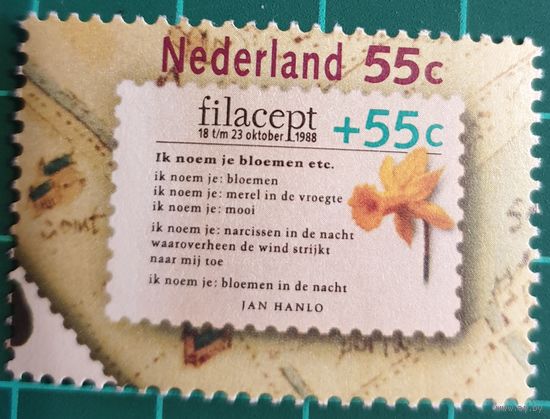 Nederland 55c
filacept
18 t/m 23 oktober 1988
+55c
Ik noem je bloemen etc.
ik noem je: bloemen
ik noem je: merel in de vroegte
ik noem je: mooi
ik noem je: narcissen in de nacht
waaroverheen de wind strijkt
naar mij toe
ik noem je: bloemen in de nacht
JAN HANLO